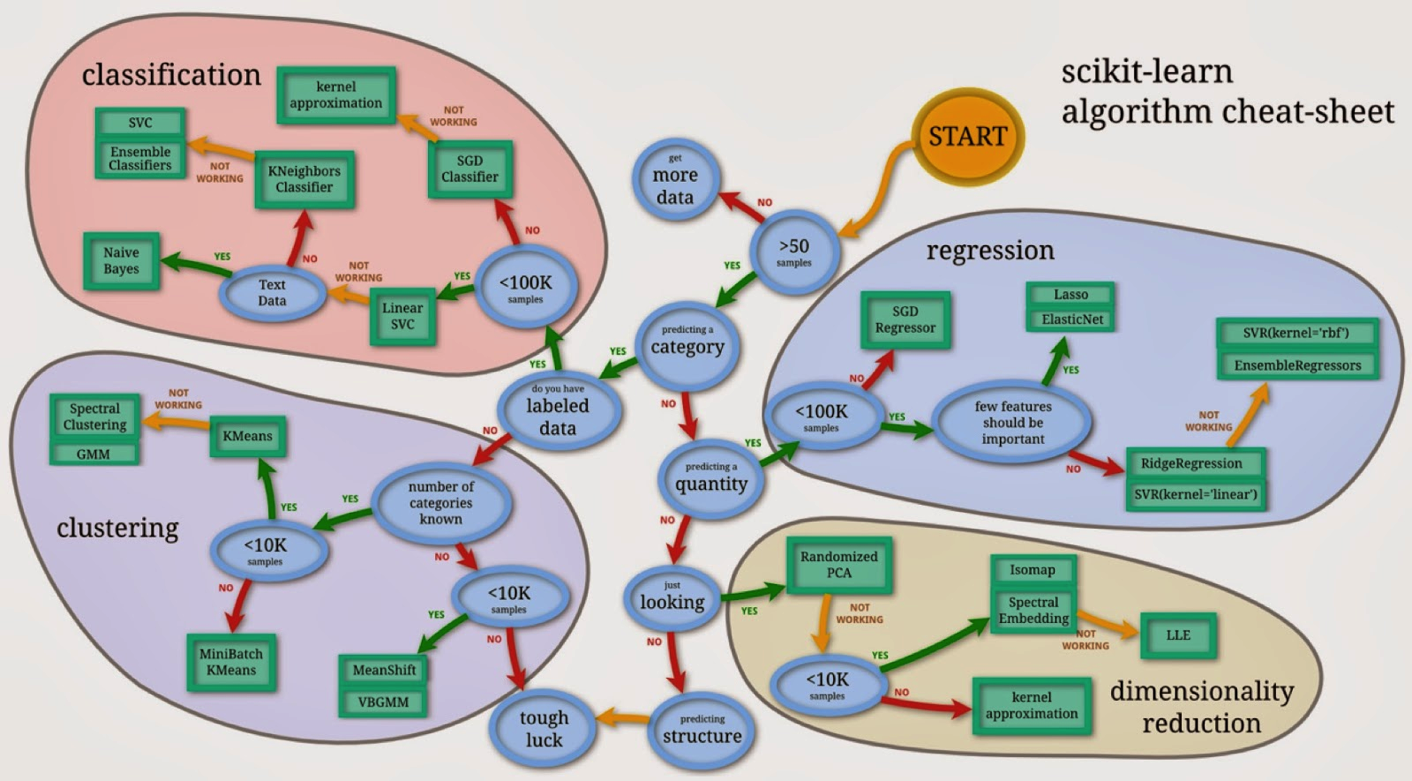 scikit-learn
algorithm cheat-sheet
START
>50
samples
NO
get
more
data
YES
predicting a
category
YES
NO
do you have
labeled
data
YES
NO
predicting a
quantity
YES
NO
just
looking
YES
NO
predicting
structure
tough
luck
classification
kernel
approximation
NOT
WORKING
SGD
Classifier
NO
<100K
samples
YES
Linear
SVC
NOT
WORKING
Text
Data
YES
Naive
Bayes
NO
KNeighbors
Classifier
NOT
WORKING
SVC
Ensemble
Classifiers
clustering
number of
categories
known
YES
NO
<10K
samples
YES
KMeans
NOT
WORKING
Spectral
Clustering
GMM
NO
MiniBatch
KMeans
<10K
samples
YES
MeanShift
VBGMM
NO
regression
<100K
samples
NO
SGD
Regressor
YES
few features
should be
important
YES
Lasso
ElasticNet
NO
RidgeRegression
SVR(kernel='linear')
NOT
WORKING
SVR(kernel='rbf')
EnsembleRegressors
dimensionality
reduction
Randomized
PCA
NOT
WORKING
<10K
samples
YES
Isomap
Spectral
Embedding
NOT
WORKING
LLE
NO
kernel
approximation